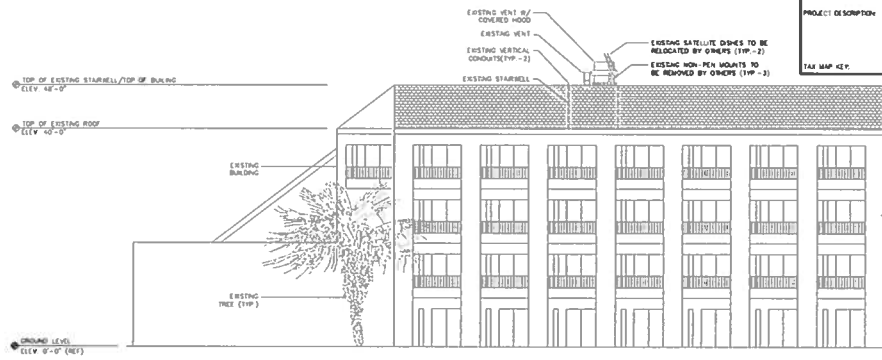 EXISTING VENT W/
COVERED HOOD
EXISTING VENT
EXISTING VERTICAL
CONDUITS(TYP -2)
EXISTING STAIRWELL
EXISTING SATELLITE DISHES TO BE
RELOCATED BY OTHERS (TYP -2)
EXISTING NON-PEN MOUNTS TO
BE REMOVED BY OTHERS (TYP -3)
PROJECT DESCRIPTION
TAX MAP KEY:
TOP OF EXISTING STAIRWELL/TOP OF BUILING
ELEV 48'-0"
TOP OF EXISTING ROOF
ELEV 40'-0"
EXISTING
BUILDING
EXISTING
TREE (TYP)
GROUND LEVEL
ELEV 0'-0" (REF)